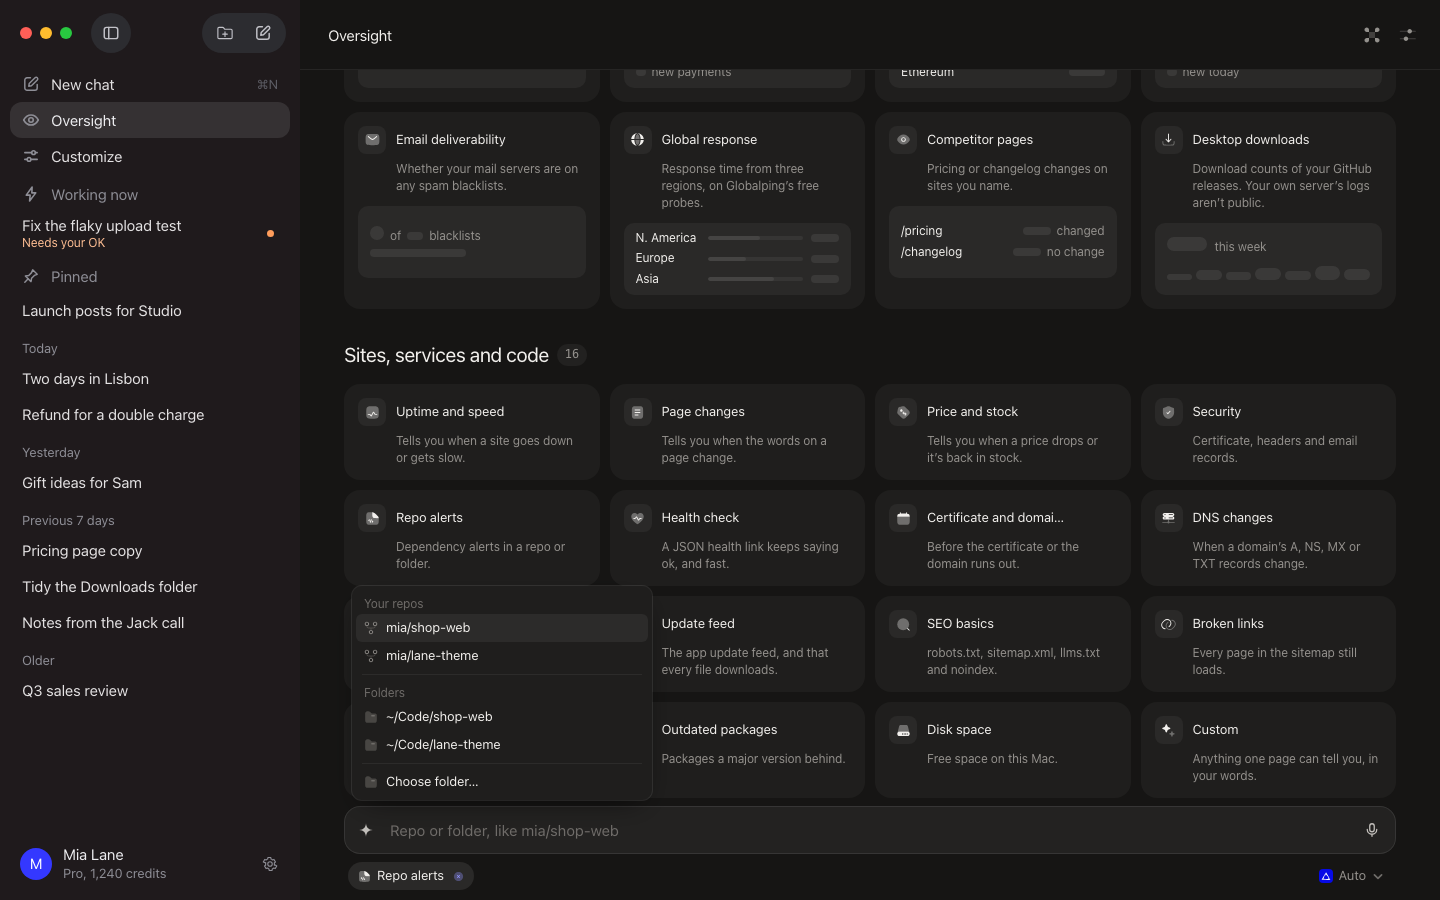 New chat
⌘N
Oversight
Customize
Working now
Fix the flaky upload test
Needs your OK
Pinned
Launch posts for Studio
Today
Two days in Lisbon
Refund for a double charge
Yesterday
Gift ideas for Sam
Previous 7 days
Pricing page copy
Tidy the Downloads folder
Notes from the Jack call
Older
Q3 sales review
M
Mia Lane
Pro, 1,240 credits
Oversight
new payments
Ethereum
new today
Email deliverability
Whether your mail servers are on
any spam blacklists.
of blacklists
Global response
Response time from three
regions, on Globalping’s free
probes.
N. America
Europe
Asia
Competitor pages
Pricing or changelog changes on
sites you name.
/pricing changed
/changelog no change
Desktop downloads
Download counts of your GitHub
releases. Your own server’s logs
aren’t public.
this week
Sites, services and code 16
Uptime and speed
Tells you when a site goes down
or gets slow.
Page changes
Tells you when the words on a
page change.
Price and stock
Tells you when a price drops or
it’s back in stock.
Security
Certificate, headers and email
records.
Repo alerts
Dependency alerts in a repo or
folder.
Health check
A JSON health link keeps saying
ok, and fast.
Certificate and domai…
Before the certificate or the
domain runs out.
DNS changes
When a domain’s A, NS, MX or
TXT records change.
Your repos
mia/shop-web
mia/lane-theme
Folders
~/Code/shop-web
~/Code/lane-theme
Choose folder…
Update feed
The app update feed, and that
every file downloads.
SEO basics
robots.txt, sitemap.xml, llms.txt
and noindex.
Broken links
Every page in the sitemap still
loads.
Outdated packages
Packages a major version behind.
Disk space
Free space on this Mac.
Custom
Anything one page can tell you, in
your words.
Repo or folder, like mia/shop-web
Repo alerts
Auto